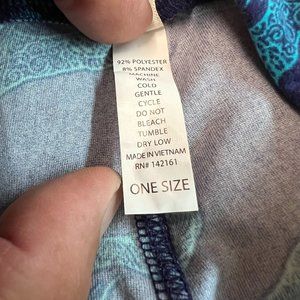 92% POLYESTER
8% SPANDEX
MACHINE
WASH
COLD
GENTLE
CYCLE
DO NOT
BLEACH
TUMBLE
DRY LOW
MADE IN VIETNAM
RN# 142161
ONE SIZE